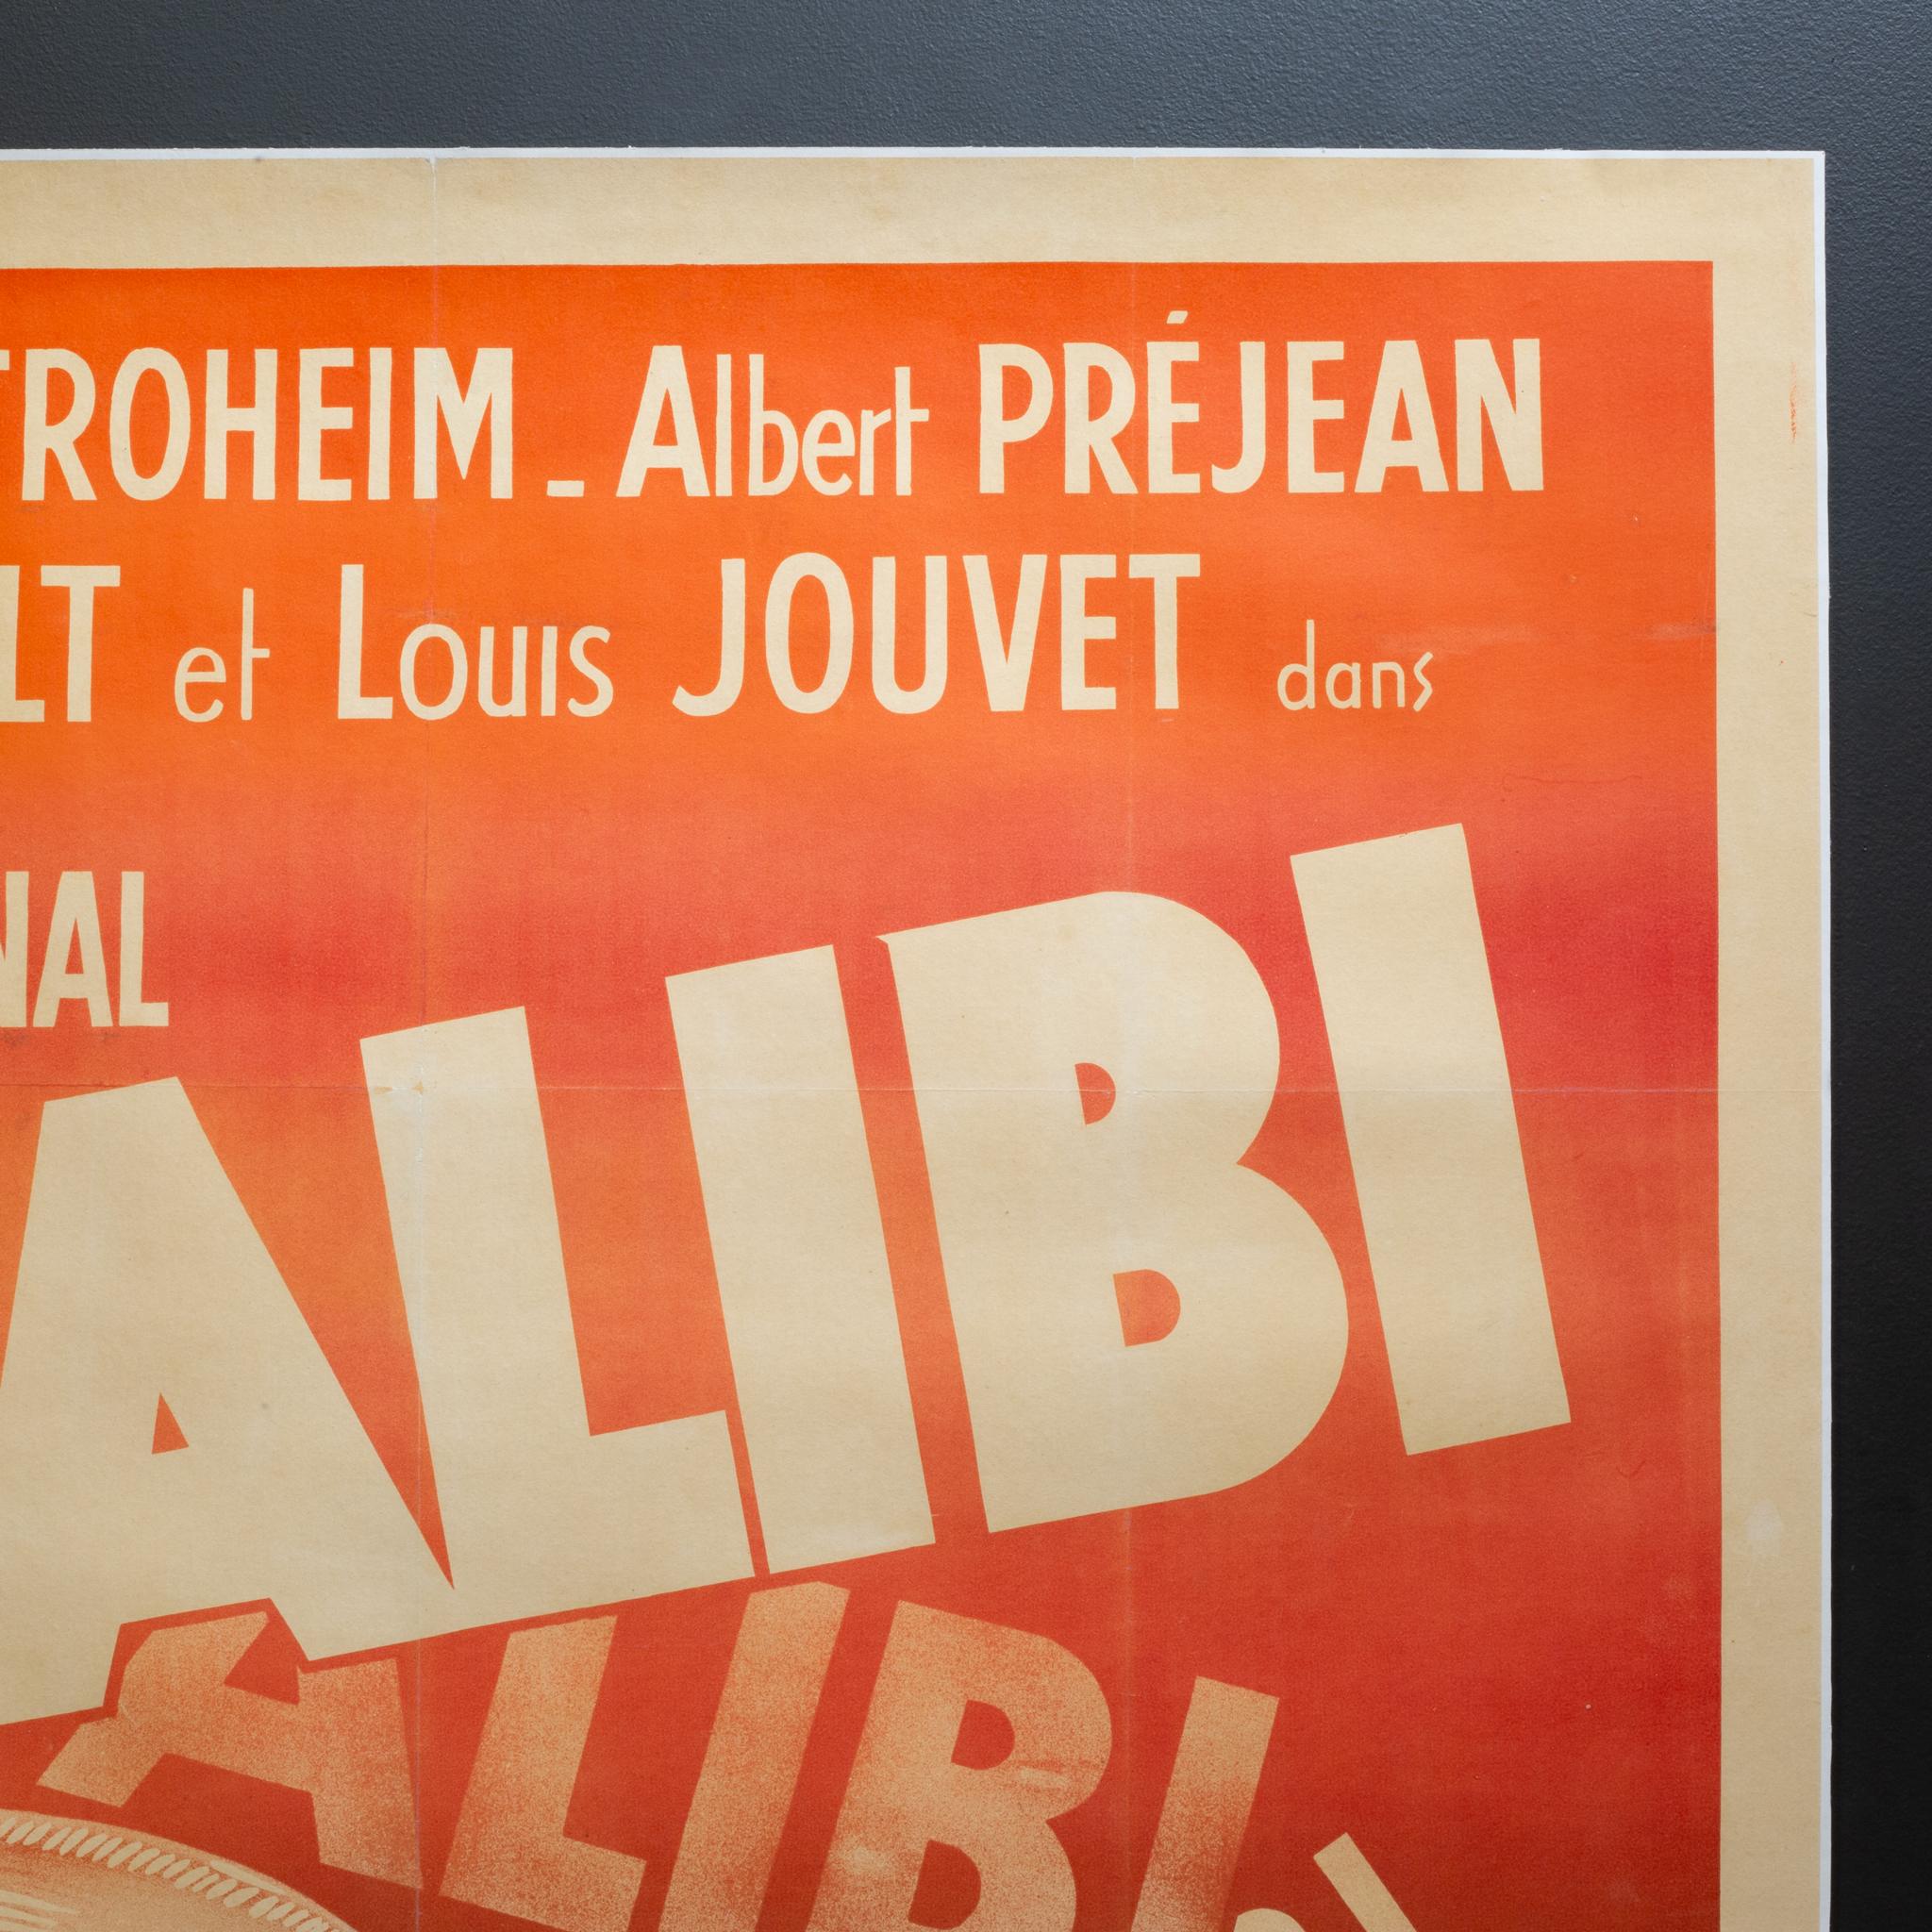 TROHEIM _ Albert PRÉJEAN
LT et Louis JOUVET dans
NAL
ALIBI
ALIBI